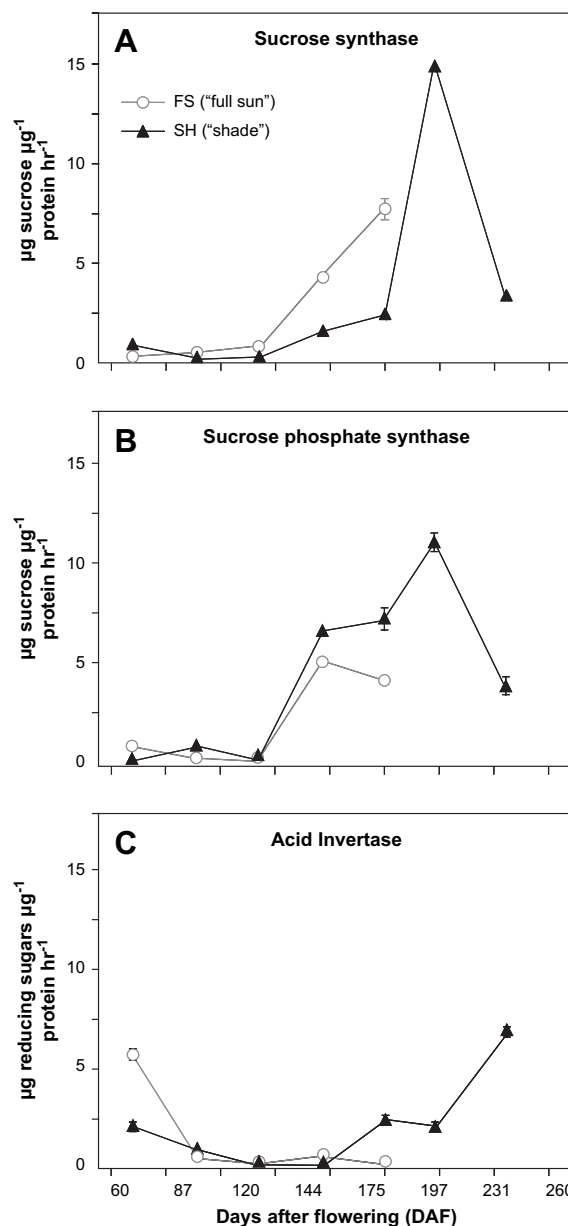 A
Sucrose synthase
15
10
5
0
FS (“full sun”)
SH (“shade”)
µg sucrose µg-1
protein hr-1
B
Sucrose phosphate synthase
15
10
5
0
µg sucrose µg-1
protein hr-1
C
Acid Invertase
15
10
5
0
µg reducing sugars µg-1
protein hr-1
60 87 120 144 175 197 231 260
Days after flowering (DAF)